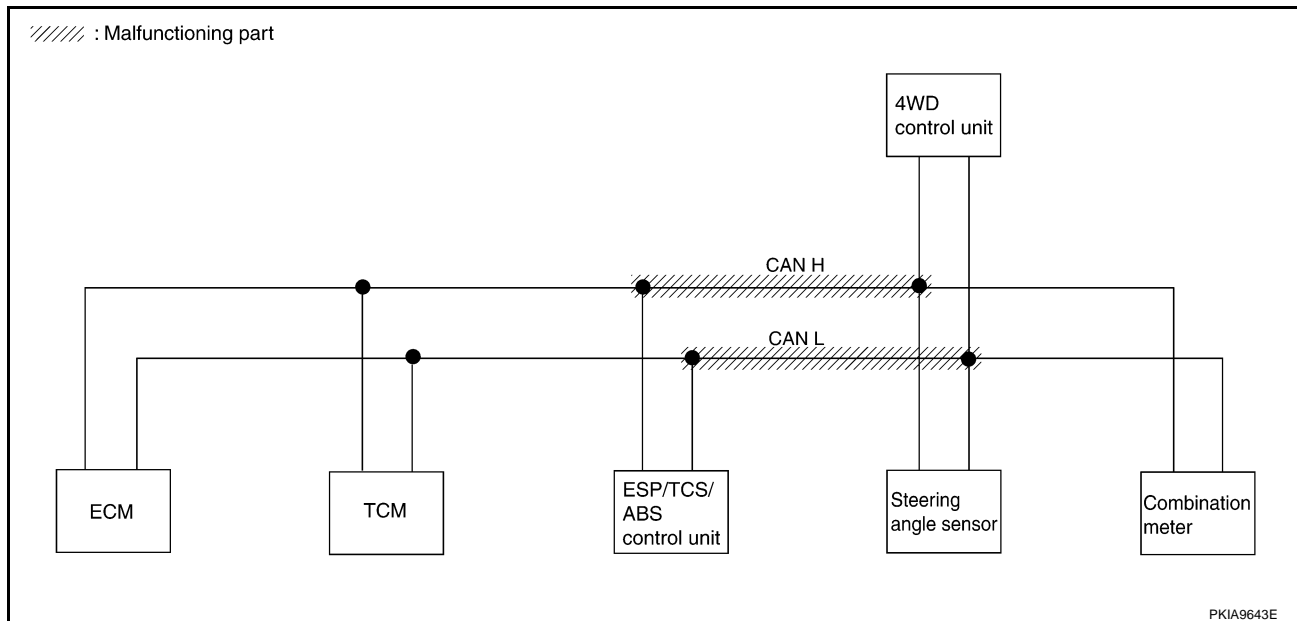 : Malfunctioning part
4WD
control unit
CAN H
CAN L
ECM
TCM
ESP/TCS/
ABS
control unit
Steering
angle sensor
Combination
meter
PKIA9643E